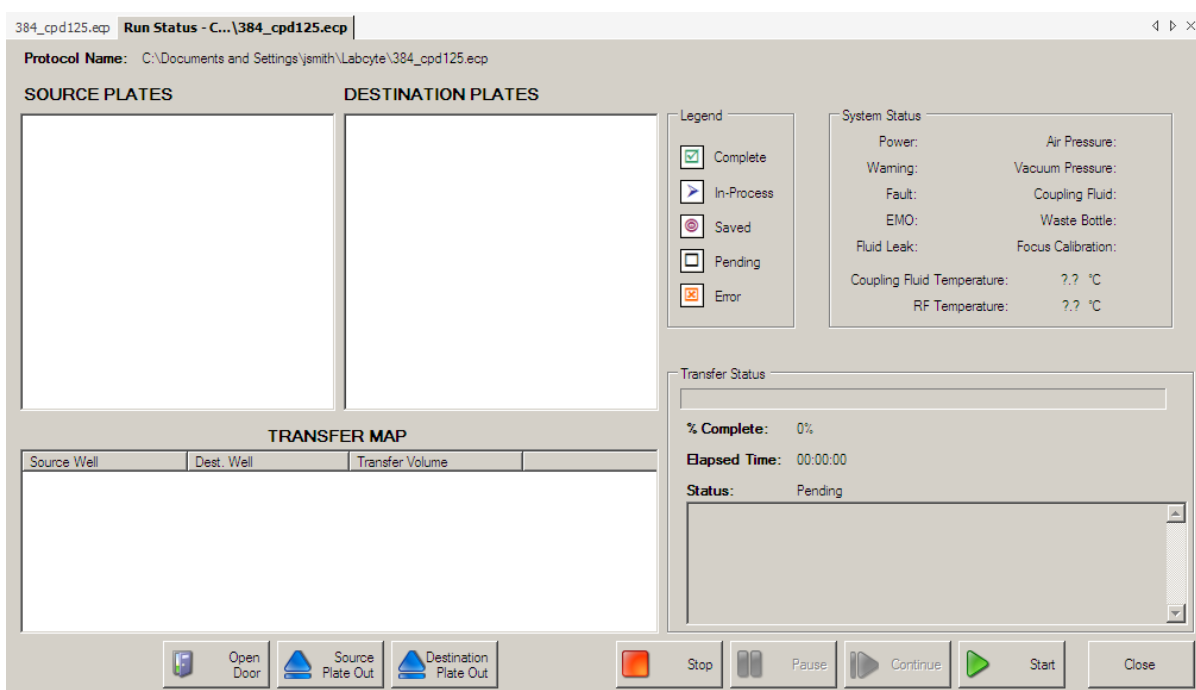 384_cpd125.ecp Run Status - C...\384_cpd125.ecp
Protocol Name: C:\Documents and Settings\jsmith\Labcyte\384_cpd125.ecp
SOURCE PLATES
DESTINATION PLATES
Legend
Complete
In-Process
Saved
Pending
Error
System Status
Power:
Air Pressure:
Warning:
Vacuum Pressure:
Fault:
Coupling Fluid:
EMO:
Waste Bottle:
Fluid Leak:
Focus Calibration:
Coupling Fluid Temperature: ?.? °C
RF Temperature: ?.? °C
TRANSFER MAP
Source Well Dest. Well Transfer Volume
Transfer Status
% Complete: 0%
Elapsed Time: 00:00:00
Status: Pending
Open
Door
Source
Plate Out
Destination
Plate Out
Stop
Pause
Continue
Start
Close